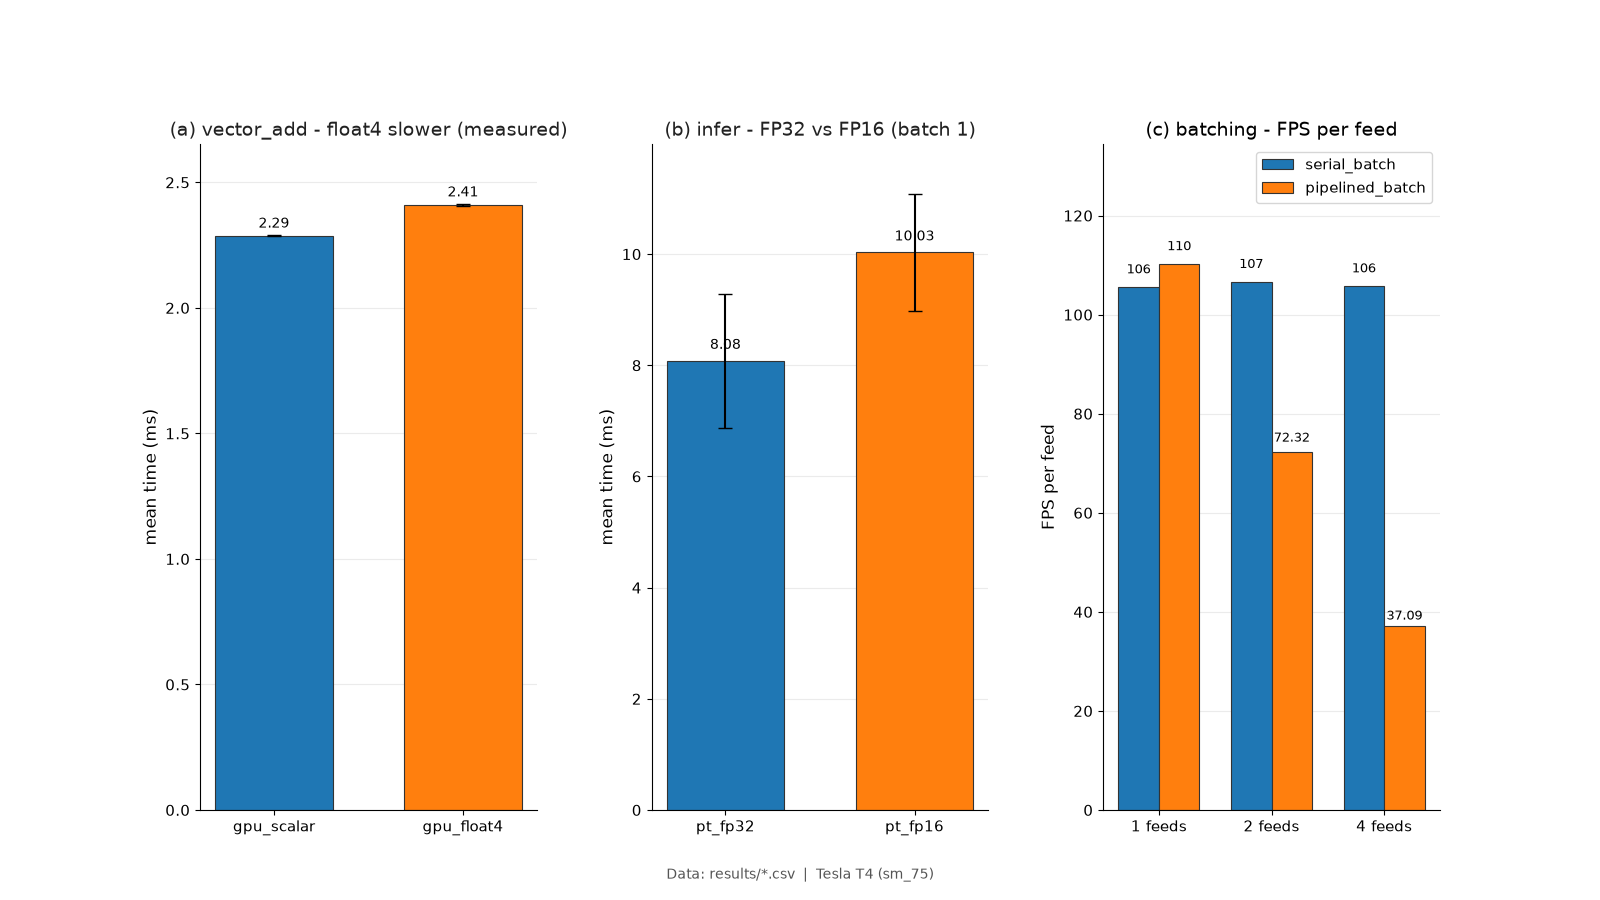 (a) vector_add - float4 slower (measured)
mean time (ms)
2.5
2.0
1.5
1.0
0.5
0.0
2.29
2.41
gpu_scalar
gpu_float4
(b) infer - FP32 vs FP16 (batch 1)
mean time (ms)
10
8
6
4
2
0
8.08
10.03
pt_fp32
pt_fp16
(c) batching - FPS per feed
serial_batch
pipelined_batch
FPS per feed
120
100
80
60
40
20
0
106
110
107
72.32
106
37.09
1 feeds
2 feeds
4 feeds
Data: results/*.csv | Tesla T4 (sm_75)